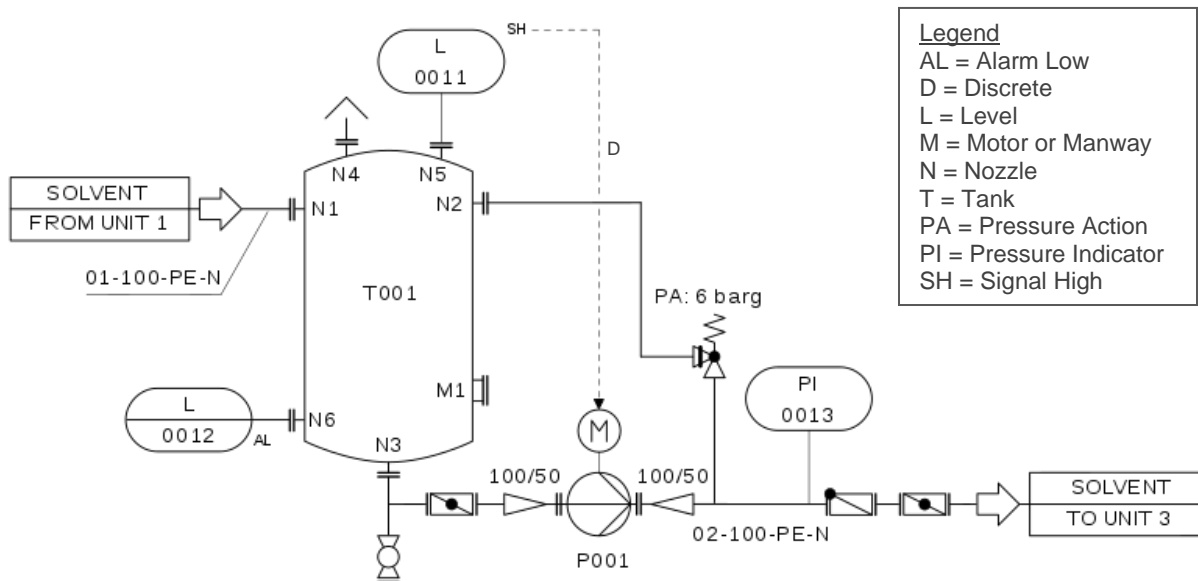 SH
L
0011
Legend
AL = Alarm Low
D = Discrete
L = Level
M = Motor or Manway
N = Nozzle
T = Tank
PA = Pressure Action
PI = Pressure Indicator
SH = Signal High
D
N4
N5
SOLVENT
FROM UNIT 1
N1
N2
01-100-PE-N
T001
PA: 6 barg
M1
PI
0013
L
0012
AL
N6
N3
M
100/50
100/50
SOLVENT
TO UNIT 3
02-100-PE-N
P001